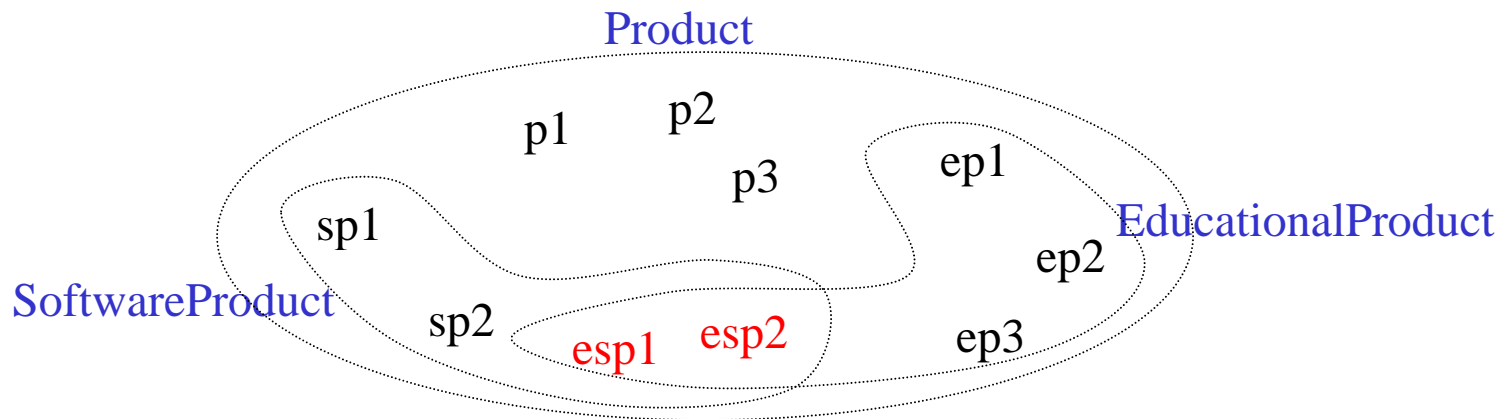 Product
p1
p2
p3
ep1
sp1
EducationalProduct
ep2
SoftwareProduct
sp2
esp1
esp2
ep3